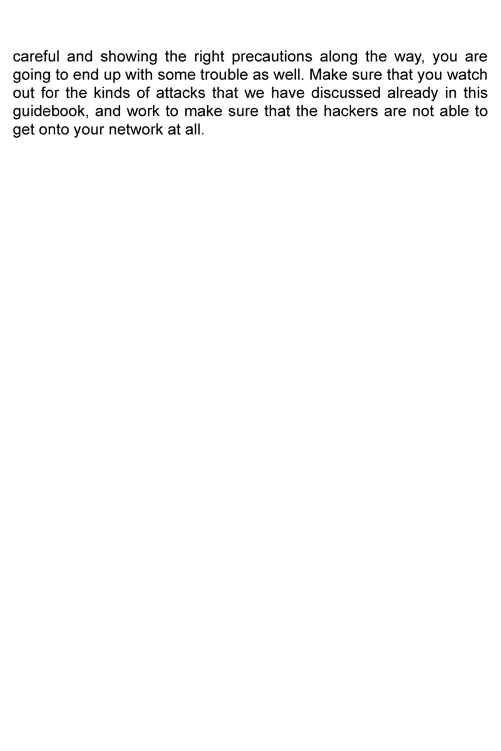 careful and showing the right precautions along the way, you are
going to end up with some trouble as well. Make sure that you watch
out for the kinds of attacks that we have discussed already in this
guidebook, and work to make sure that the hackers are not able to
get onto your network at all.